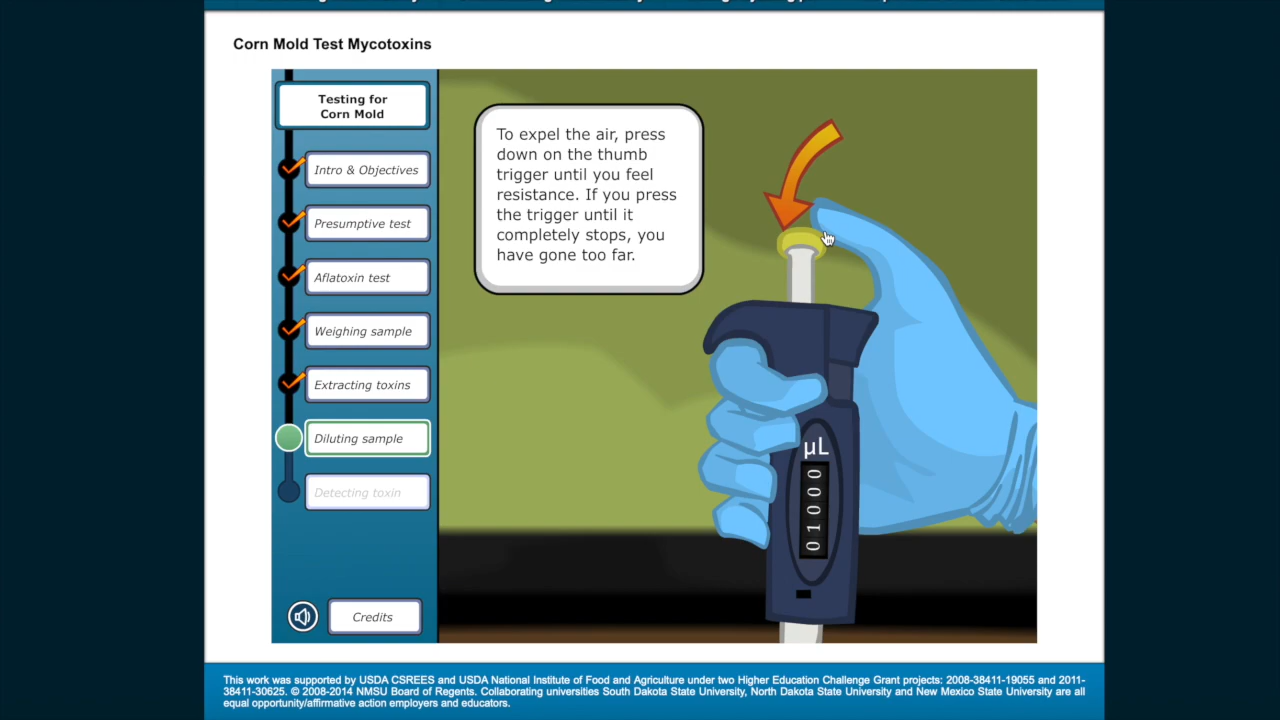 Corn Mold Test Mycotoxins
Testing for
Corn Mold
Intro & Objectives
Presumptive test
Aflatoxin test
Weighing sample
Extracting toxins
Diluting sample
Detecting toxin
Credits
To expel the air, press
down on the thumb
trigger until you feel
resistance. If you press
the trigger until it
completely stops, you
have gone too far.
µL
01000
This work was supported by USDA CSREES and USDA National Institute of Food and Agriculture under two Higher Education Challenge Grant projects: 2008-38411-19055 and 2011-
38411-30625. © 2008-2014 NMSU Board of Regents. Collaborating universities South Dakota State University, North Dakota State University and New Mexico State University are all
equal opportunity/affirmative action employers and educators.